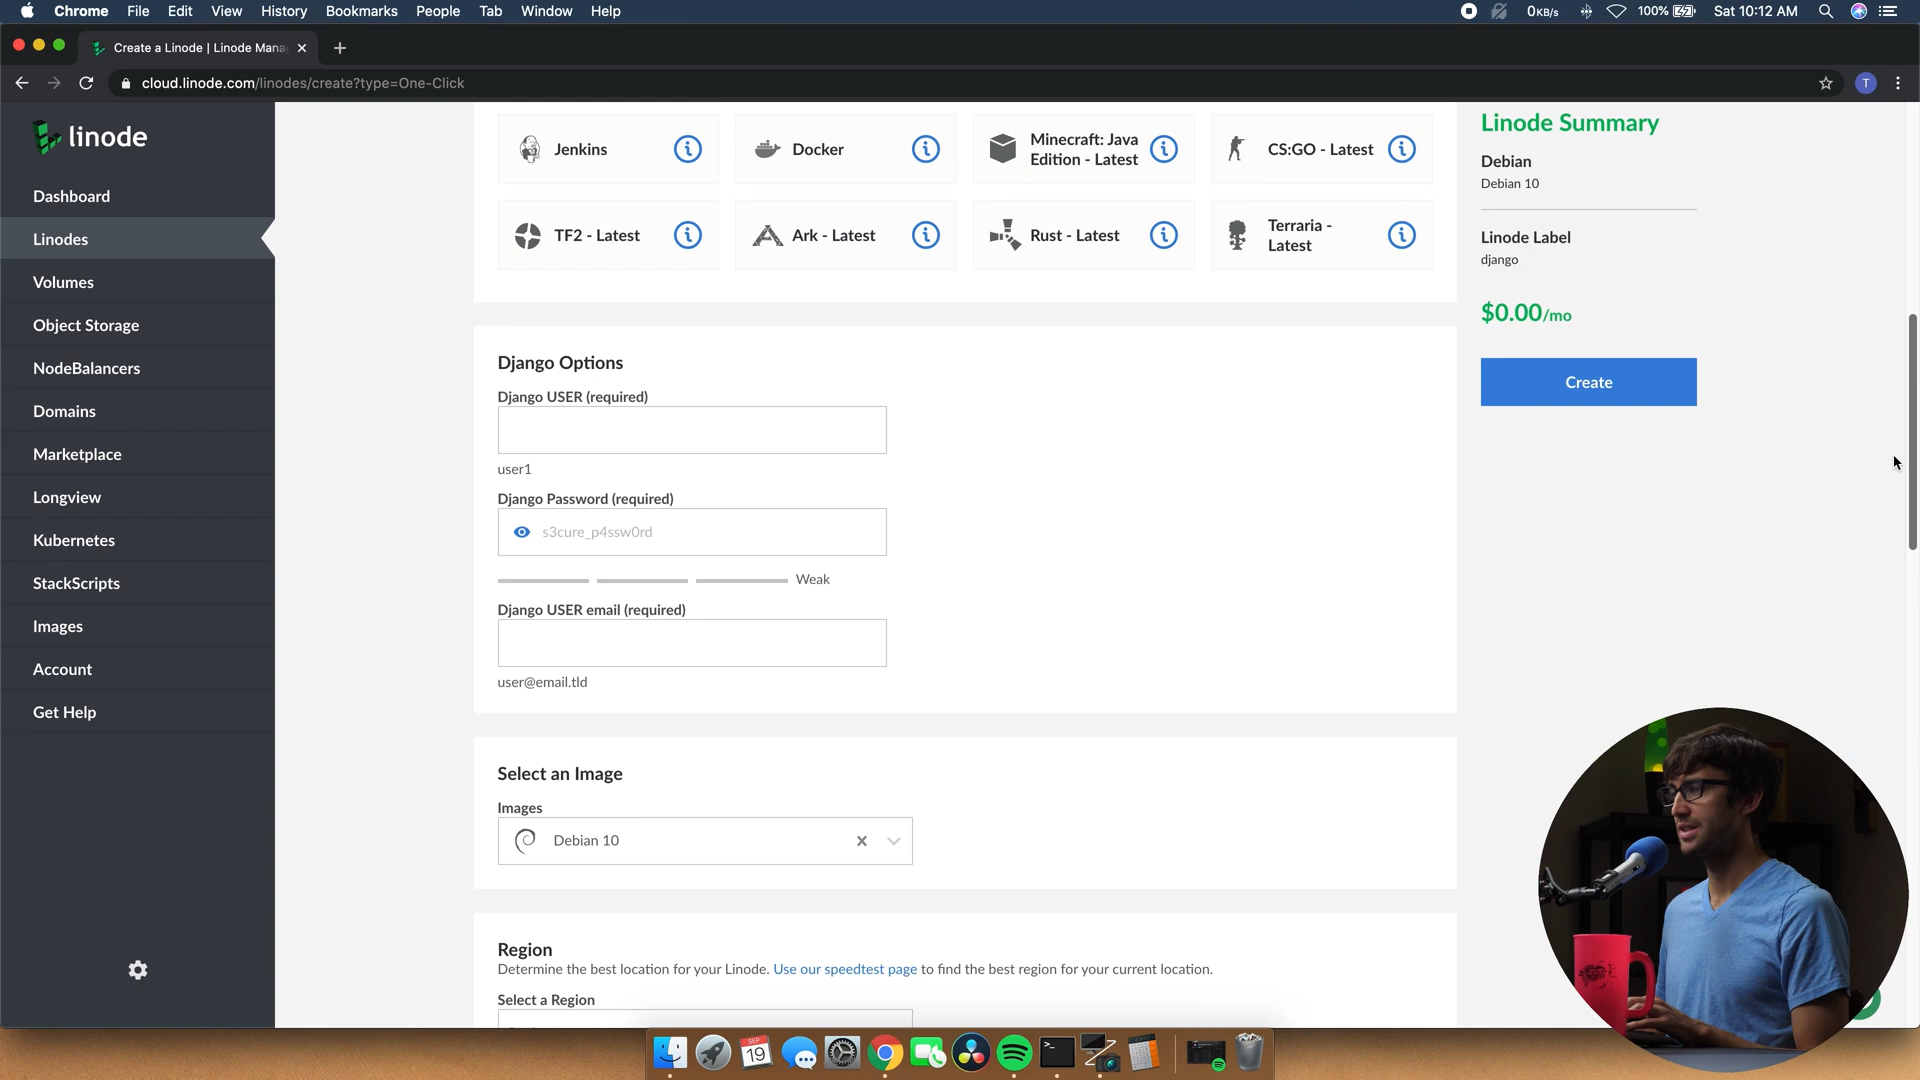 Chrome File Edit View History Bookmarks People Tab Window Help
0KB/s 100% Sat 10:12 AM
Create a Linode | Linode Mana
cloud.linode.com/linodes/create?type=One-Click
T
linode
Dashboard
Linodes
Volumes
Object Storage
NodeBalancers
Domains
Marketplace
Longview
Kubernetes
StackScripts
Images
Account
Get Help
Jenkins
Docker
Minecraft: Java
Edition - Latest
CS:GO - Latest
TF2 - Latest
Ark - Latest
Rust - Latest
Terraria -
Latest
Django Options
Django USER (required)
user1
Django Password (required)
s3cure_p4ssw0rd
Weak
Django USER email (required)
user@email.tld
Select an Image
Images
Debian 10
Region
Determine the best location for your Linode. Use our speedtest page to find the best region for your current location.
Select a Region
Linode Summary
Debian
Debian 10
Linode Label
django
$0.00/mo
Create
SEP
19